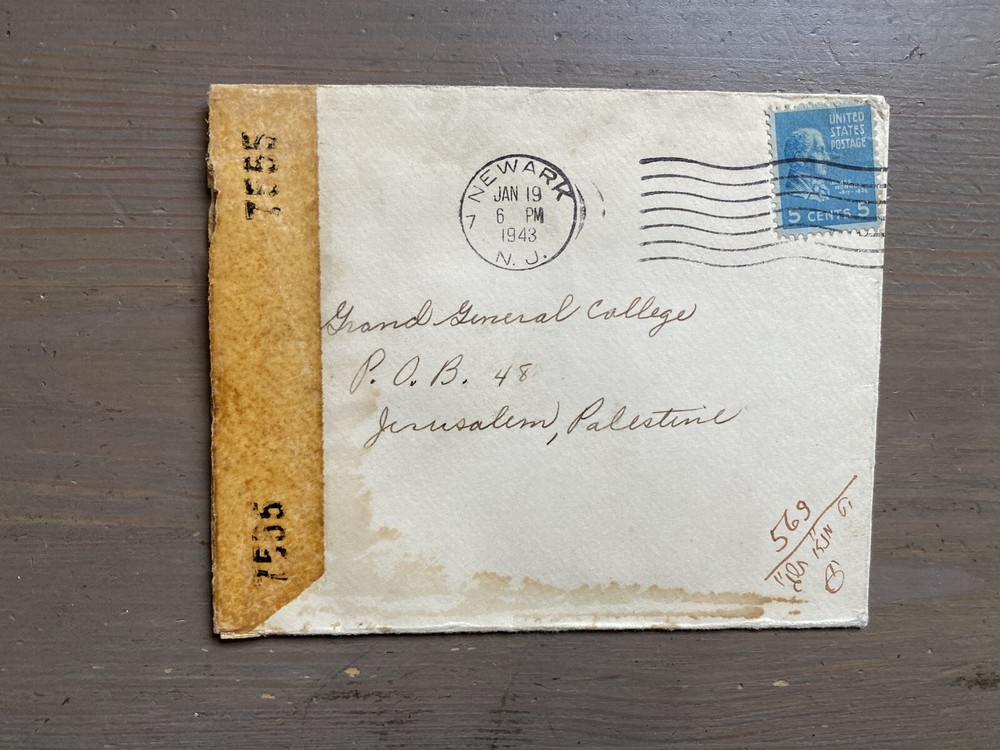 7555
7555
NEWARK
JAN 19
7 6 PM
1943
N. J.
UNITED
STATES
POSTAGE
5 CENTS 5
Grand General College
P. O. B. 48
Jerusalem, Palestine
569